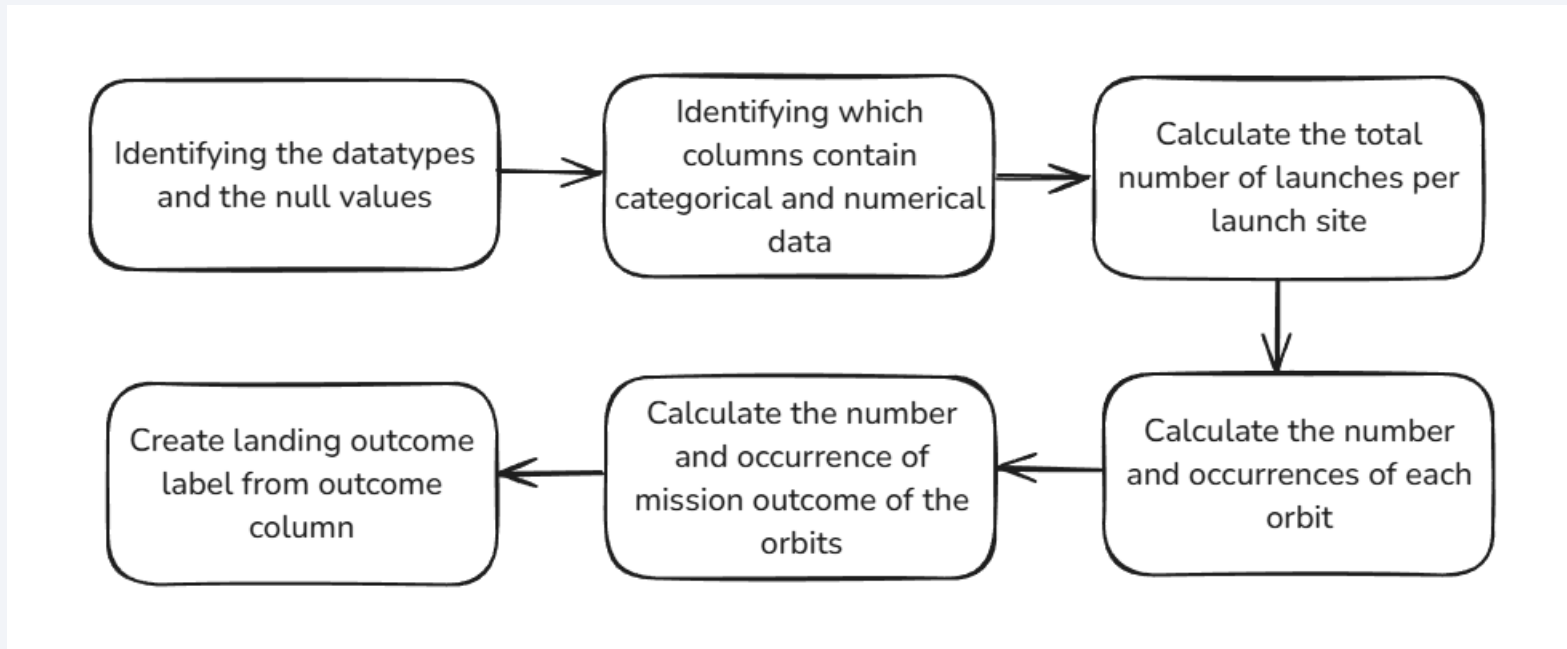 Identifying the datatypes
and the null values
Identifying which
columns contain
categorical and numerical
data
Calculate the total
number of launches per
launch site
Calculate the number
and occurrences of each
orbit
Calculate the number
and occurrence of
mission outcome of the
orbits
Create landing outcome
label from outcome
column